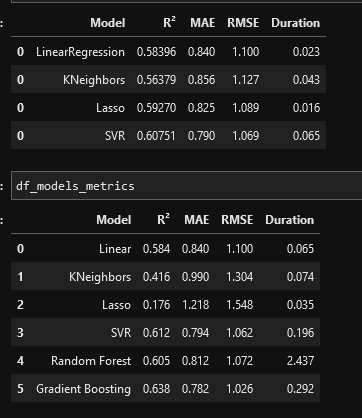 Model R² MAE RMSE Duration
0 LinearRegression 0.58396 0.840 1.100 0.023
0 KNeighbors 0.56379 0.856 1.127 0.043
0 Lasso 0.59270 0.825 1.089 0.016
0 SVR 0.60751 0.790 1.069 0.065
: df_models_metrics
: Model R² MAE RMSE Duration
0 Linear 0.584 0.840 1.100 0.065
1 KNeighbors 0.416 0.990 1.304 0.074
2 Lasso 0.176 1.218 1.548 0.035
3 SVR 0.612 0.794 1.062 0.196
4 Random Forest 0.605 0.812 1.072 2.437
5 Gradient Boosting 0.638 0.782 1.026 0.292